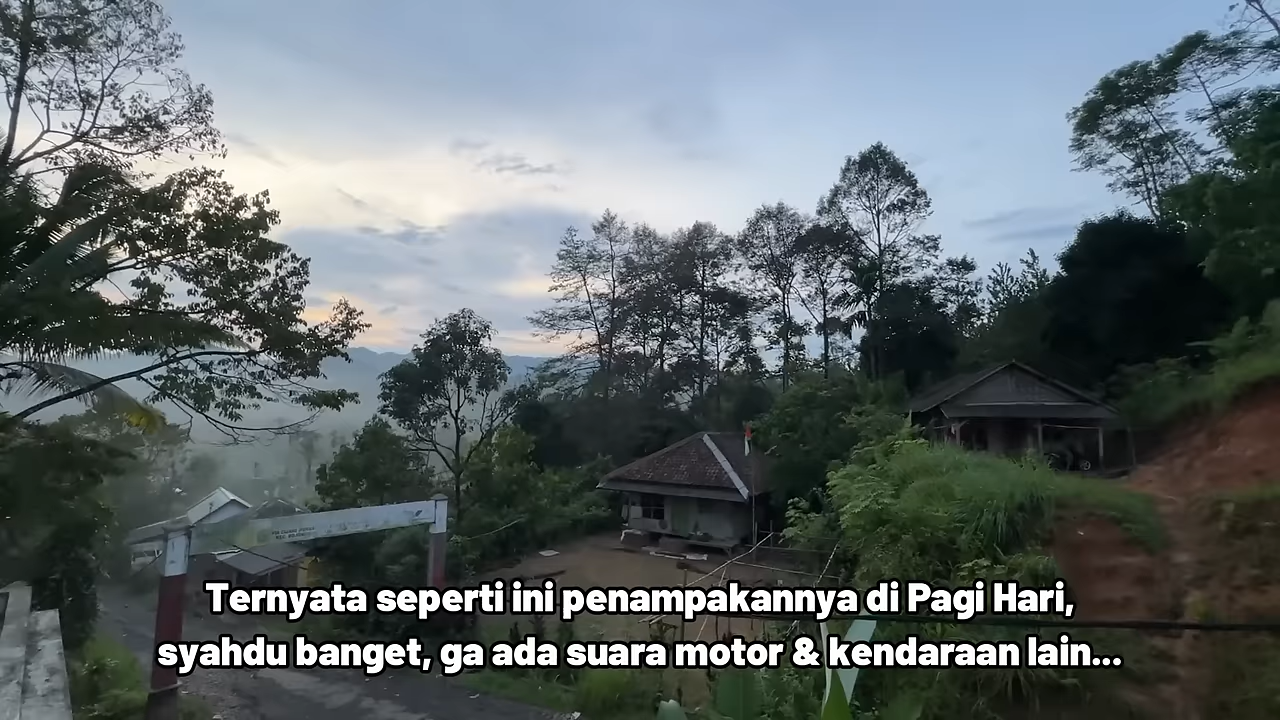 Ternyata seperti ini penampakannya di Pagi Hari,
syahdu banget, ga ada suara motor & kendaraan lain...